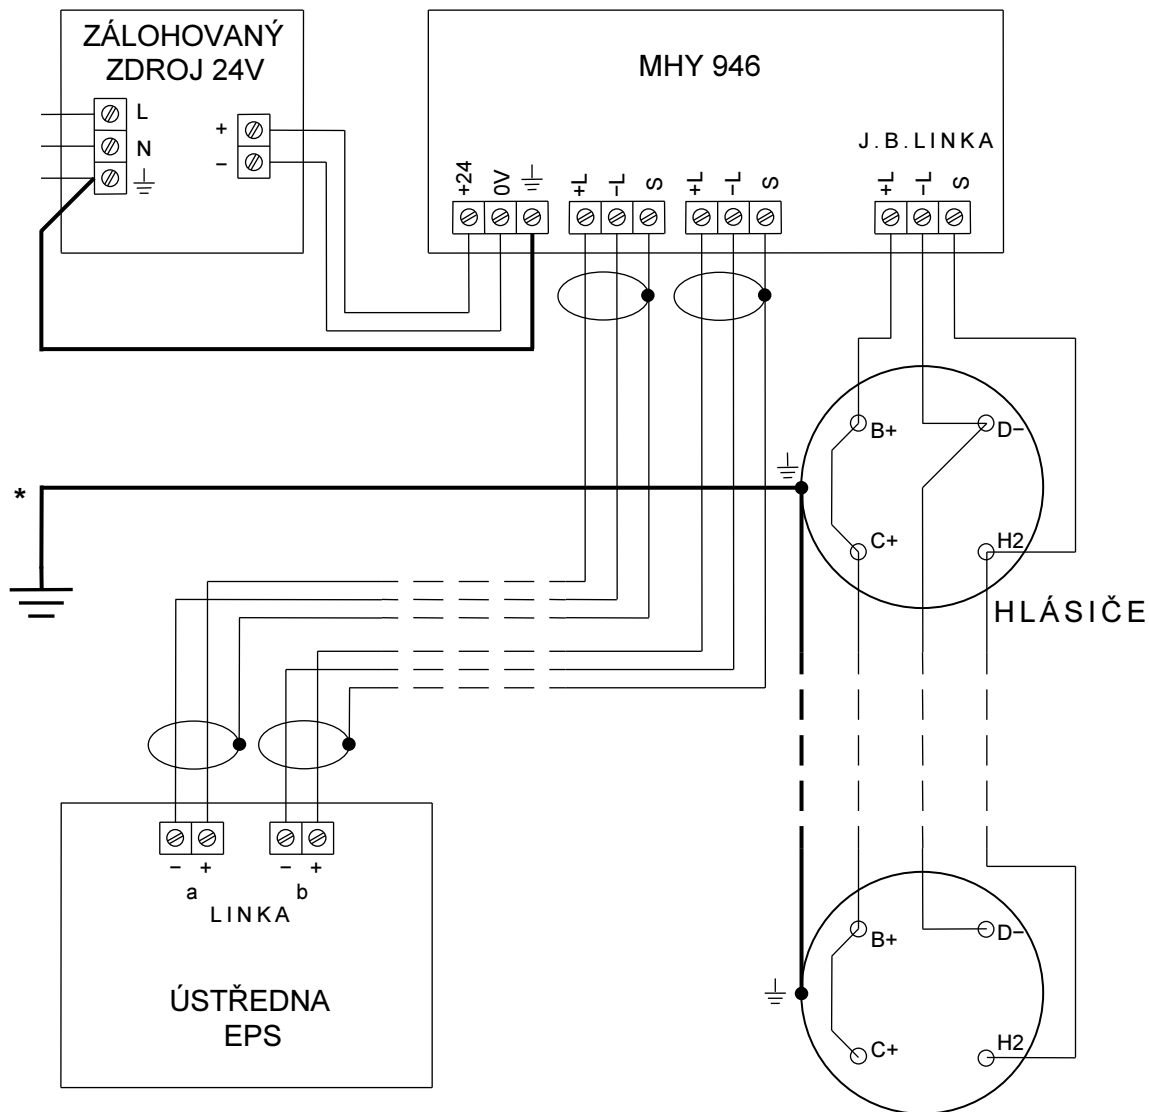 ZÁLOHOVANÝ
ZDROJ 24V
L
N
+
−
MHY 946
J.B.LINKA
+24
0V
+L
−L
S
+L
−L
S
+L
−L
S
B+
D−
C+
H2
*
HLÁSIČE
− +
a
− +
b
LINKA
ÚSTŘEDNA
EPS
B+
D−
C+
H2